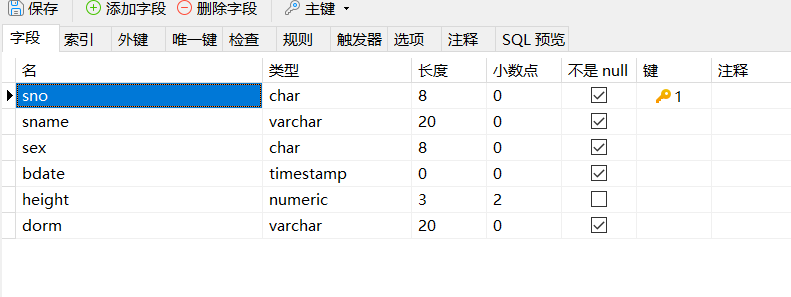 保存 添加字段 删除字段 主键
字段 索引 外键 唯一键 检查 规则 触发器 选项 注释 SQL 预览
名 类型 长度 小数点 不是 null 键 注释
sno char 8 0 1
sname varchar 20 0
sex char 8 0
bdate timestamp 0 0
height numeric 3 2
dorm varchar 20 0